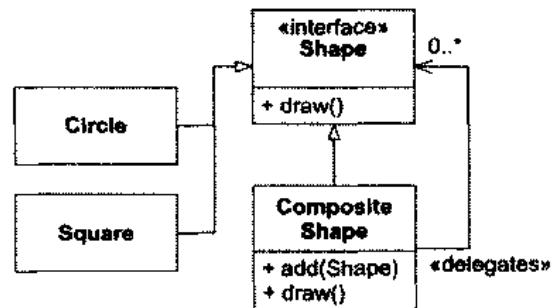 «interface»
Shape
0..*
+ draw()
Circle
Square
Composite
Shape
+ add(Shape)
+ draw()
«delegates»